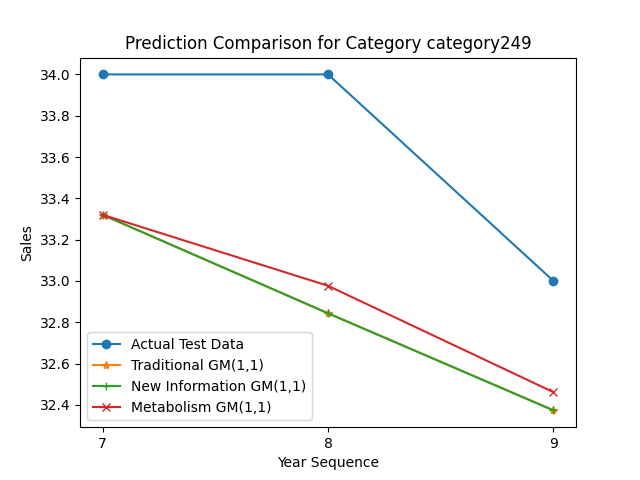 Prediction Comparison for Category category249
34.0
33.8
33.6
33.4
33.2
33.0
32.8
32.6
32.4
Sales
Actual Test Data
Traditional GM(1,1)
New Information GM(1,1)
Metabolism GM(1,1)
7
8
9
Year Sequence